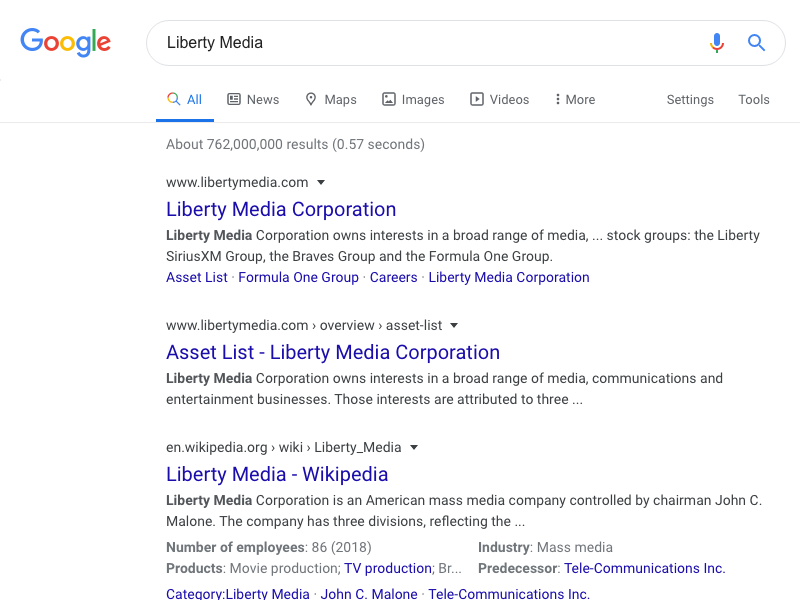 Google
Liberty Media
All News Maps Images Videos More Settings Tools
About 762,000,000 results (0.57 seconds)
www.libertymedia.com
Liberty Media Corporation
Liberty Media Corporation owns interests in a broad range of media, ... stock groups: the Liberty
SiriusXM Group, the Braves Group and the Formula One Group.
Asset List · Formula One Group · Careers · Liberty Media Corporation
www.libertymedia.com › overview › asset-list
Asset List - Liberty Media Corporation
Liberty Media Corporation owns interests in a broad range of media, communications and
entertainment businesses. Those interests are attributed to three ...
en.wikipedia.org › wiki › Liberty_Media
Liberty Media - Wikipedia
Liberty Media Corporation is an American mass media company controlled by chairman John C.
Malone. The company has three divisions, reflecting the ...
Number of employees: 86 (2018) Industry: Mass media
Products: Movie production; TV production; Br... Predecessor: Tele-Communications Inc.
Category:Liberty Media · John C. Malone · Tele-Communications Inc.